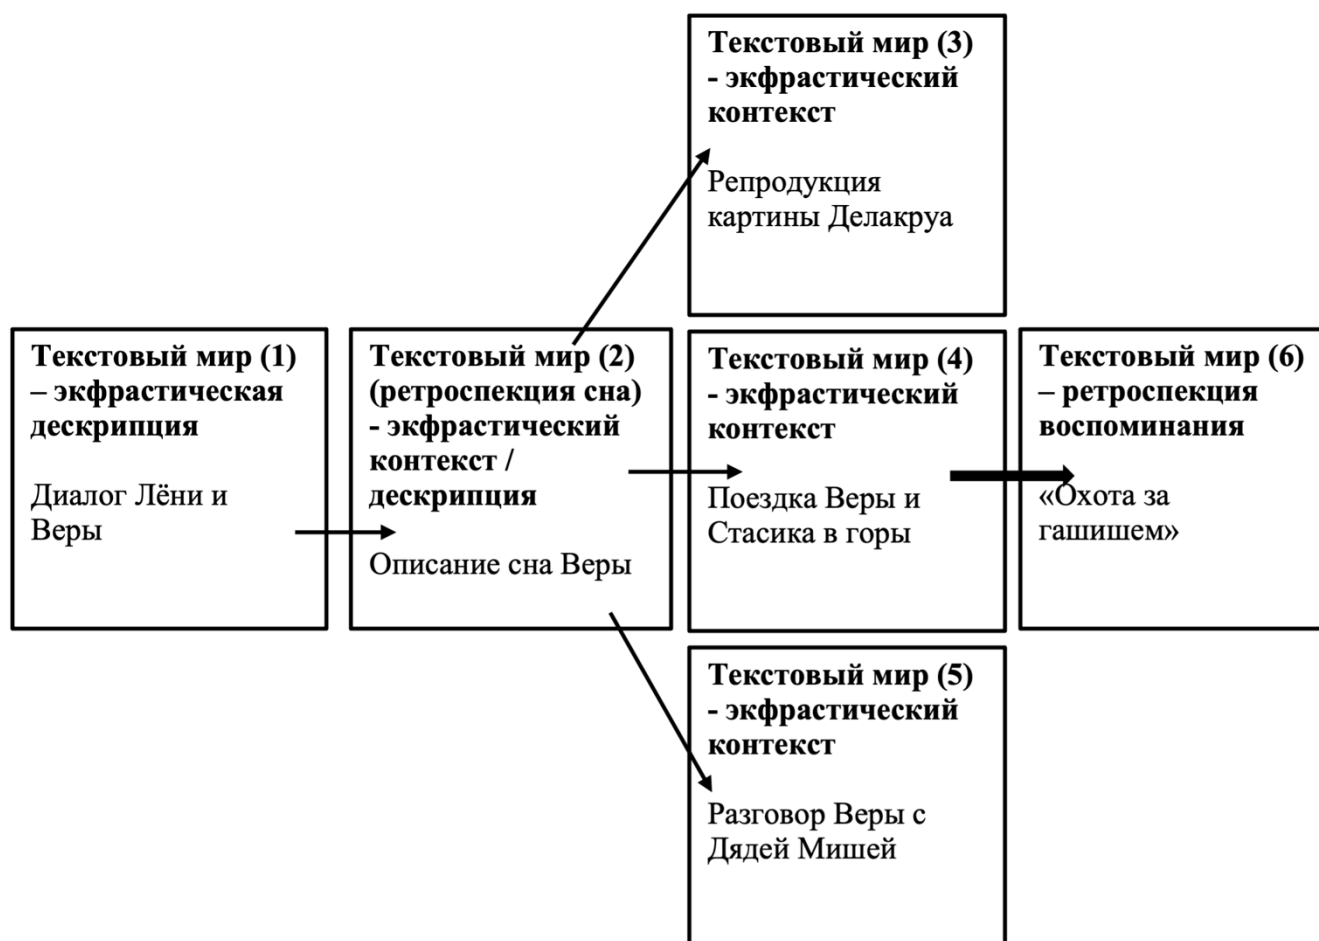 Текстовый мир (3)
- экфрастический
контекст
Репродукция
картины Делакруа
Текстовый мир (1)
– экфрастическая
дескрипция
Диалог Лёни и
Веры
Текстовый мир (2)
(ретроспекция сна)
- экфрастический
контекст /
дескрипция
Описание сна Веры
Текстовый мир (4)
- экфрастический
контекст
Поездка Веры и
Стасика в горы
Текстовый мир (6)
– ретроспекция
воспоминания
«Охота за
гашишем»
Текстовый мир (5)
- экфрастический
контекст
Разговор Веры с
Дядей Мишей